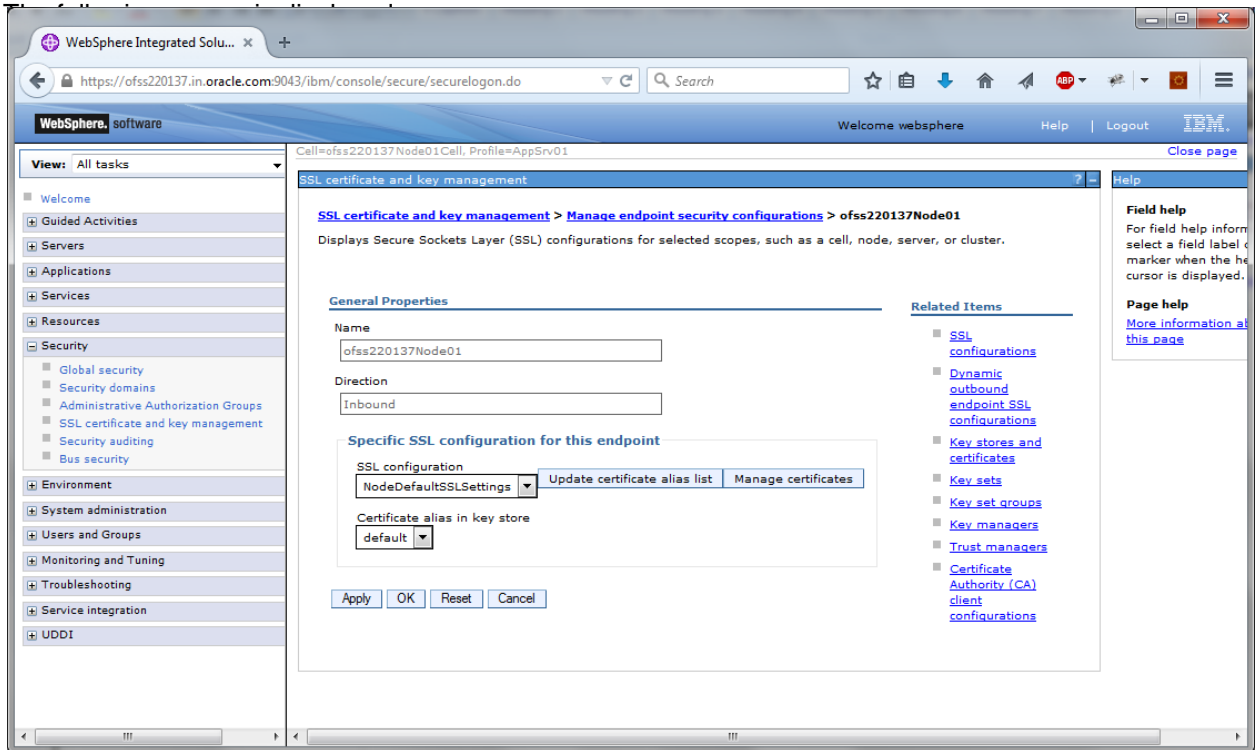 WebSphere Integrated Solu...
https://ofss220137.in.oracle.com:9043/ibm/console/secure/securelogon.do
Search
ABP
WebSphere. software
Welcome websphere
Help | Logout
IBM.
View: All tasks
Welcome
Guided Activities
Servers
Applications
Services
Resources
Security
Global security
Security domains
Administrative Authorization Groups
SSL certificate and key management
Security auditing
Bus security
Environment
System administration
Users and Groups
Monitoring and Tuning
Troubleshooting
Service integration
UDDI
Cell=ofss220137Node01Cell, Profile=AppSrv01
Close page
SSL certificate and key management
? -
SSL certificate and key management > Manage endpoint security configurations > ofss220137Node01
Displays Secure Sockets Layer (SSL) configurations for selected scopes, such as a cell, node, server, or cluster.
General Properties
Name
ofss220137Node01
Direction
Inbound
Specific SSL configuration for this endpoint
SSL configuration
NodeDefaultSSLSettings
Update certificate alias list
Manage certificates
Certificate alias in key store
default
Apply
OK
Reset
Cancel
Related Items
SSL
configurations
Dynamic
outbound
endpoint SSL
configurations
Key stores and
certificates
Key sets
Key set groups
Key managers
Trust managers
Certificate
Authority (CA)
client
configurations
Help
Field help
For field help inform
select a field label
marker when the he
cursor is displayed.
Page help
More information a
this page